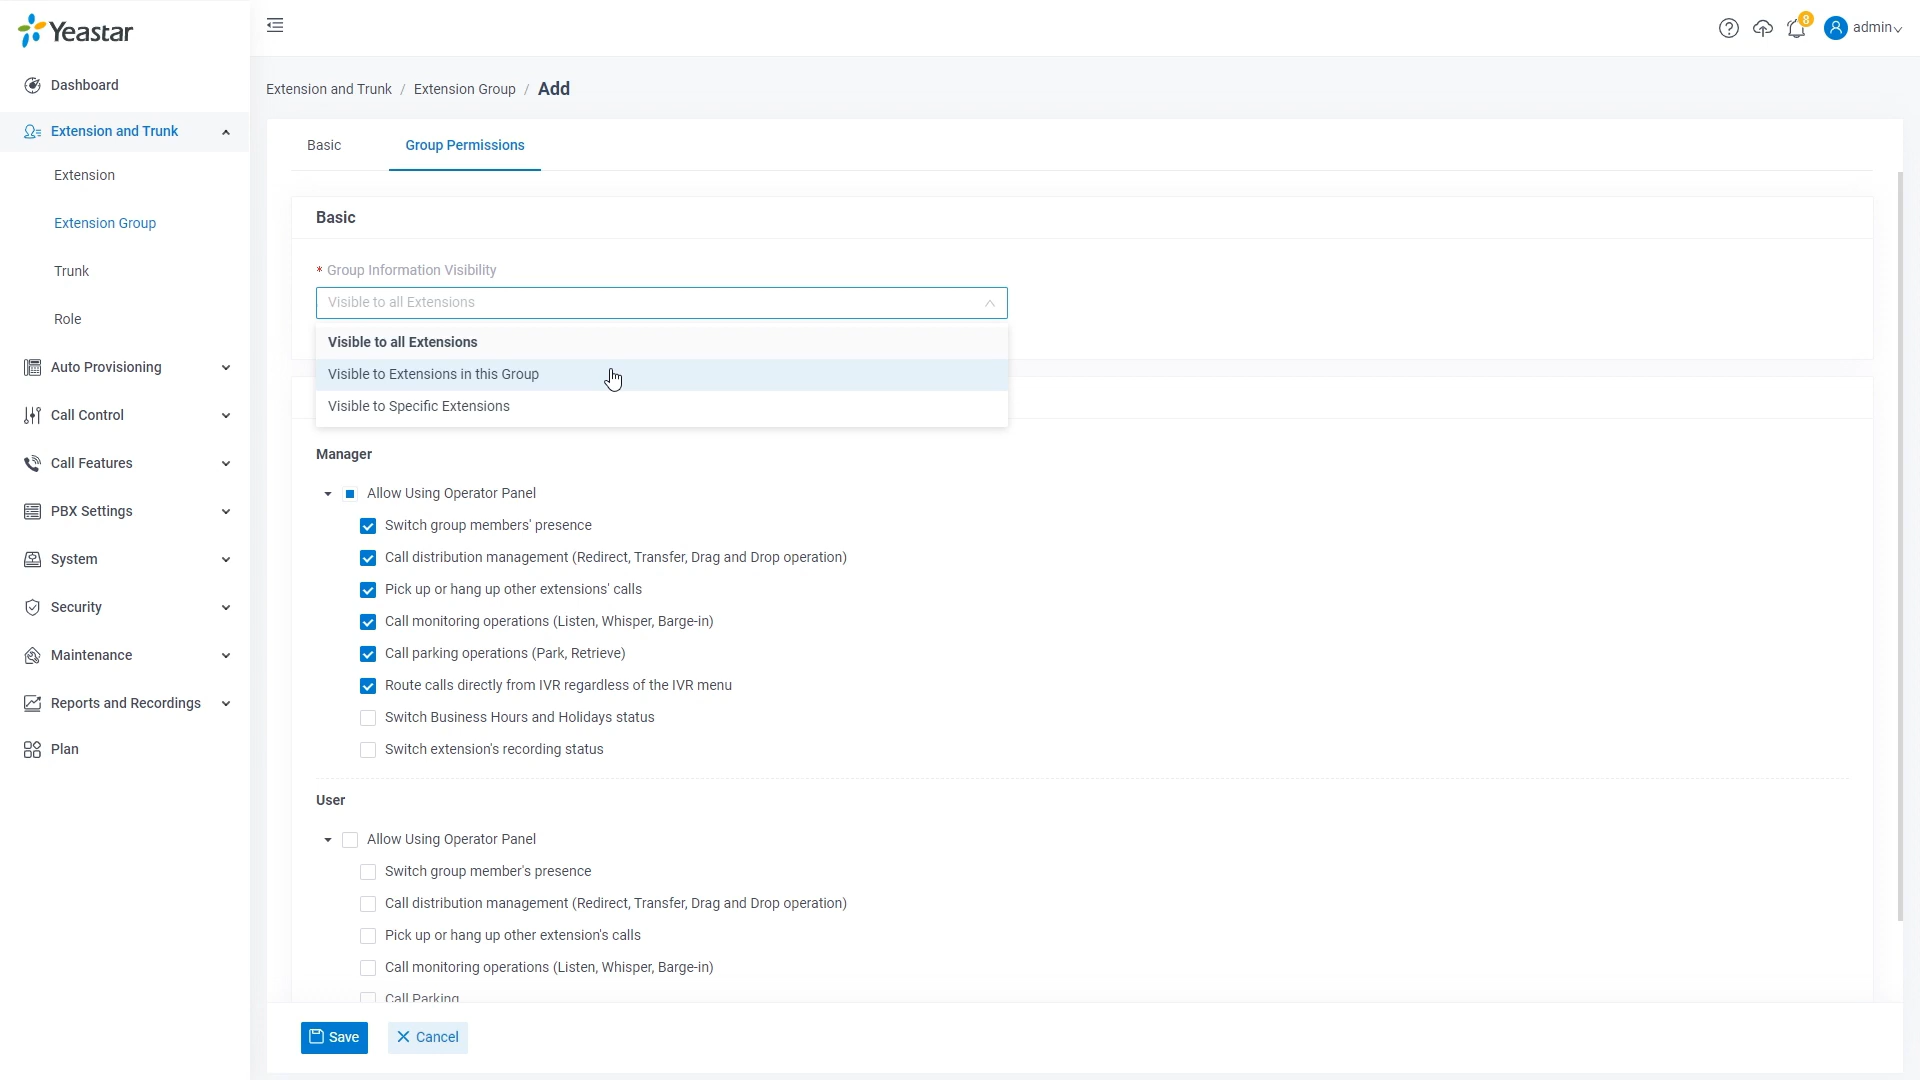 Yeastar
8
admin
Dashboard
Extension and Trunk
Extension
Extension Group
Trunk
Role
Auto Provisioning
Call Control
Call Features
PBX Settings
System
Security
Maintenance
Reports and Recordings
Plan
Extension and Trunk / Extension Group / Add
Basic
Group Permissions
Basic
* Group Information Visibility
Visible to all Extensions
Visible to all Extensions
Visible to Extensions in this Group
Visible to Specific Extensions
Manager
Allow Using Operator Panel
Switch group members' presence
Call distribution management (Redirect, Transfer, Drag and Drop operation)
Pick up or hang up other extensions' calls
Call monitoring operations (Listen, Whisper, Barge-in)
Call parking operations (Park, Retrieve)
Route calls directly from IVR regardless of the IVR menu
Switch Business Hours and Holidays status
Switch extension's recording status
User
Allow Using Operator Panel
Switch group member's presence
Call distribution management (Redirect, Transfer, Drag and Drop operation)
Pick up or hang up other extension's calls
Call monitoring operations (Listen, Whisper, Barge-in)
Call Parking
Save
Cancel